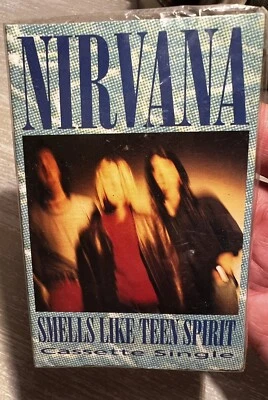 NIRVANA
SMELLS LIKE TEEN SPIRIT
Cassette Single